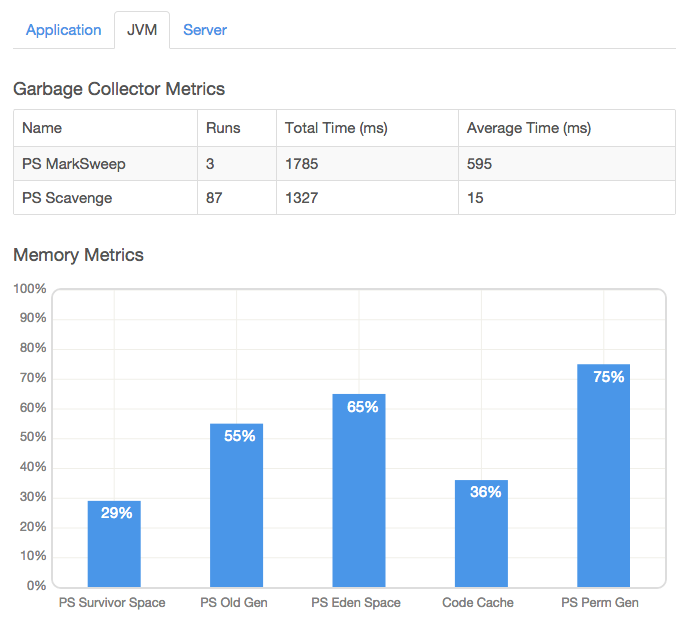 Application JVM Server
Garbage Collector Metrics
Name Runs Total Time (ms) Average Time (ms)
PS MarkSweep 3 1785 595
PS Scavenge 87 1327 15
Memory Metrics
100%
90%
80%
70%
60%
50%
40%
30%
20%
10%
0%
29%
55%
65%
36%
75%
PS Survivor Space PS Old Gen PS Eden Space Code Cache PS Perm Gen